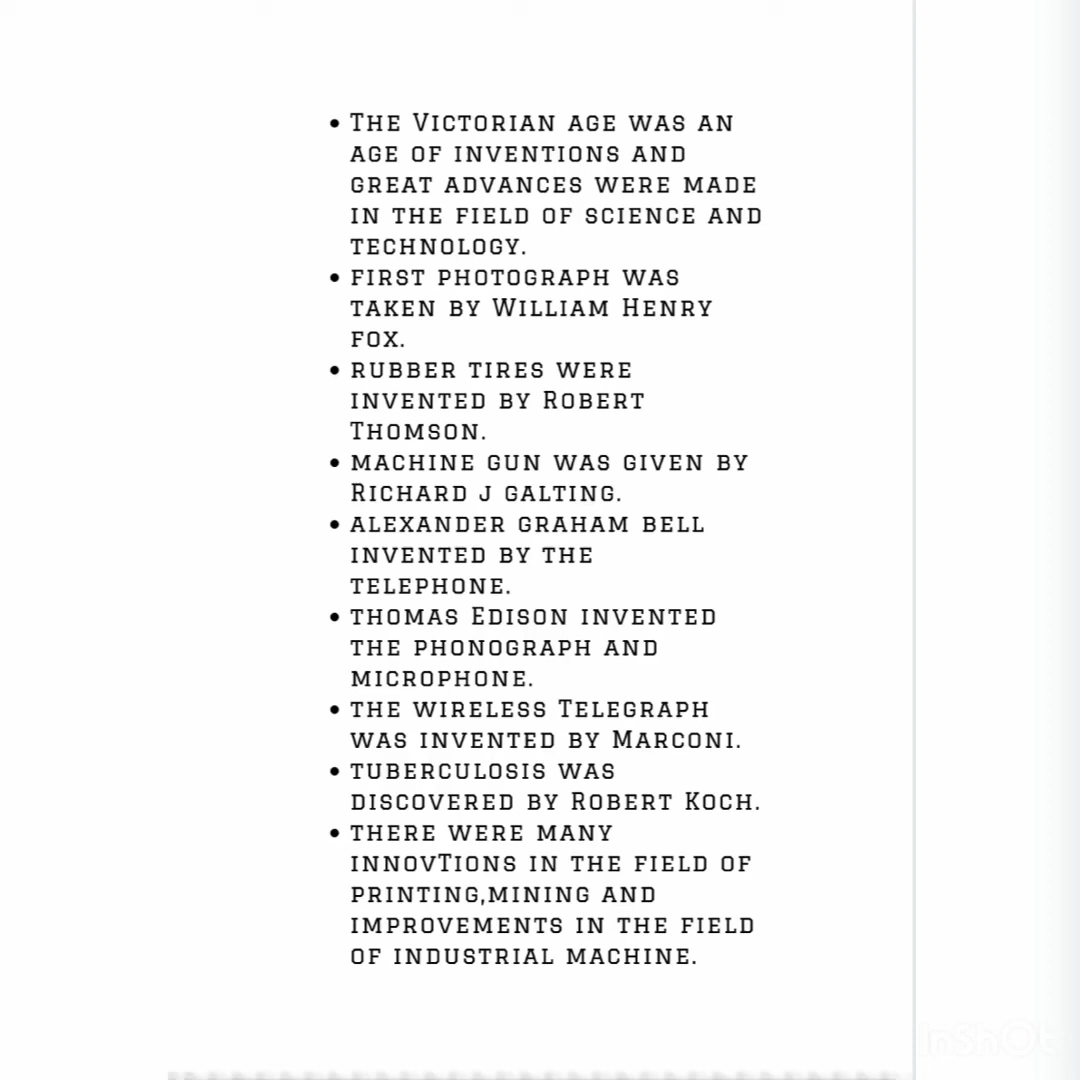 • The Victorian age was an
age of inventions and
great advances were made
in the field of science and
technology.
• first photograph was
taken by William Henry
fox.
• rubber tires were
invented by Robert
Thomson.
• machine gun was given by
Richard j galting.
• alexander graham bell
invented by the
telephone.
• thomas Edison invented
the phonograph and
microphone.
• the wireless Telegraph
was invented by Marconi.
• tuberculosis was
discovered by Robert Koch.
• there were many
innovTions in the field of
printing,mining and
improvements in the field
of industrial machine.
InShOt